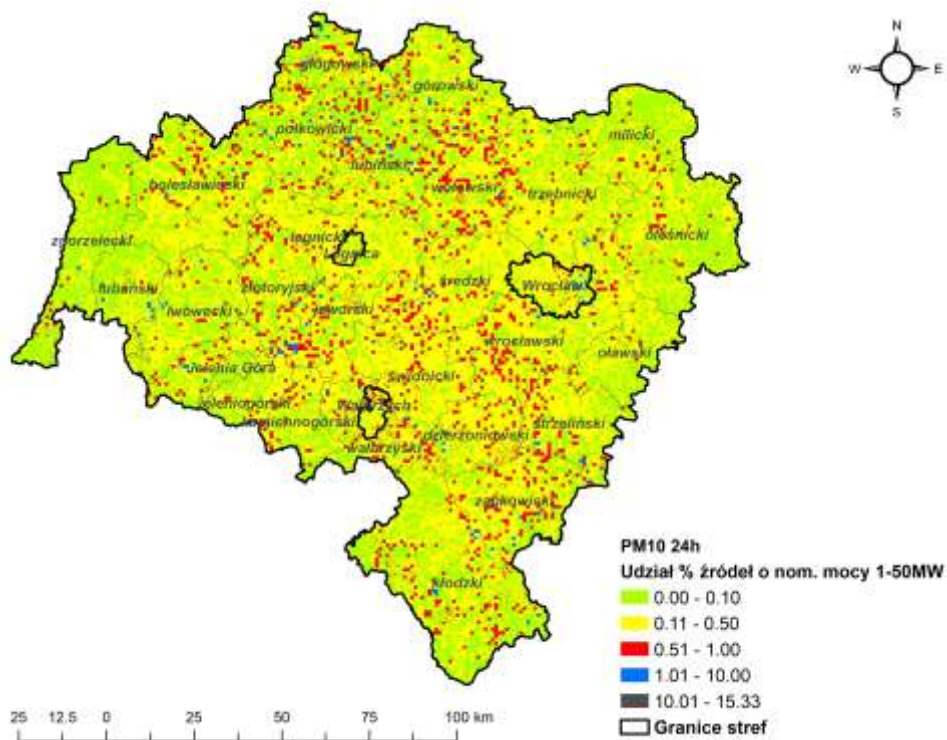 N
W E
S
głogowski
górowski
polkowicki
milicki
lubiński
bolesławiecki
wołowski
trzebnicki
zgorzelecki
legnicki
oleśnicki
Legnica
lubański
złotoryjski
średzki
Wrocław
lwówecki
jaworski
wrocławski
oławski
Jelenia Góra
świdnicki
jeleniogórski
Wałbrzych
kamiennogórski
dzierżoniowski
strzeliński
wałbrzyski
ząbkowicki
kłodzki
PM10 24h
Udział % źródeł o nom. mocy 1-50MW
0.00 - 0.10
0.11 - 0.50
0.51 - 1.00
1.01 - 10.00
10.01 - 15.33
Granice stref
25 12.5 0 25 50 75 100 km